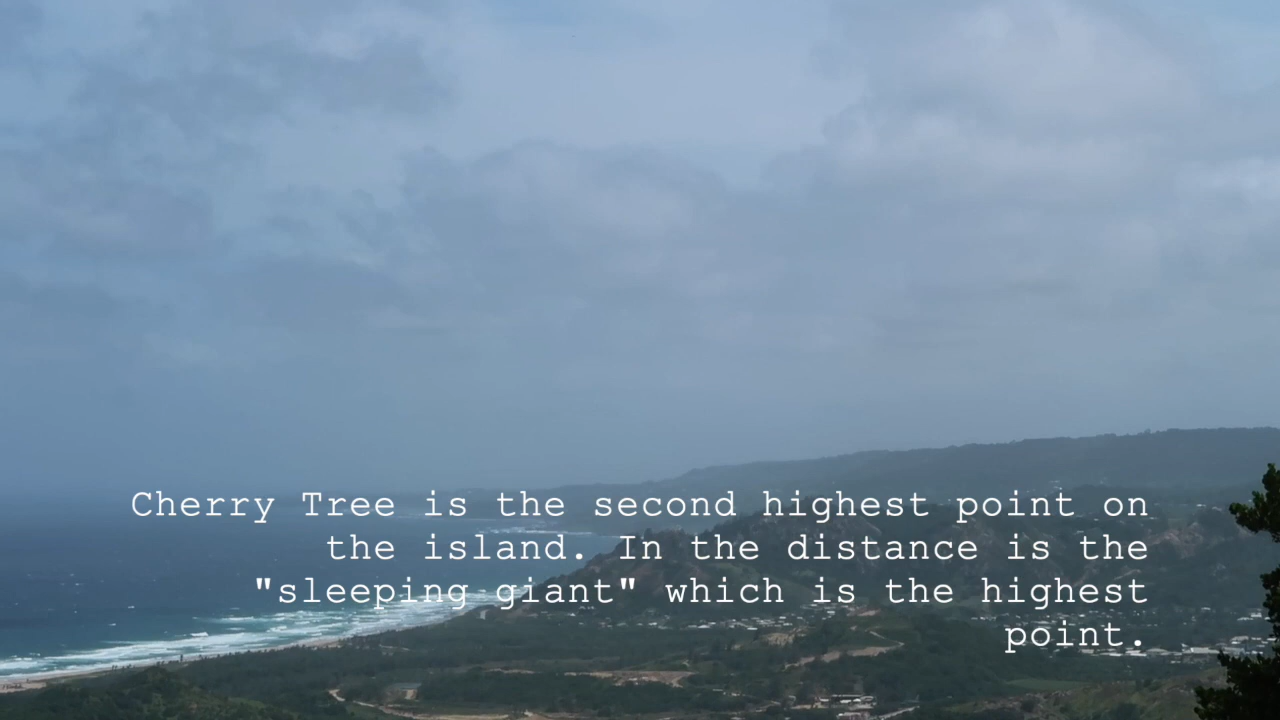 Cherry Tree is the second highest point on
the island. In the distance is the
"sleeping giant" which is the highest
point.